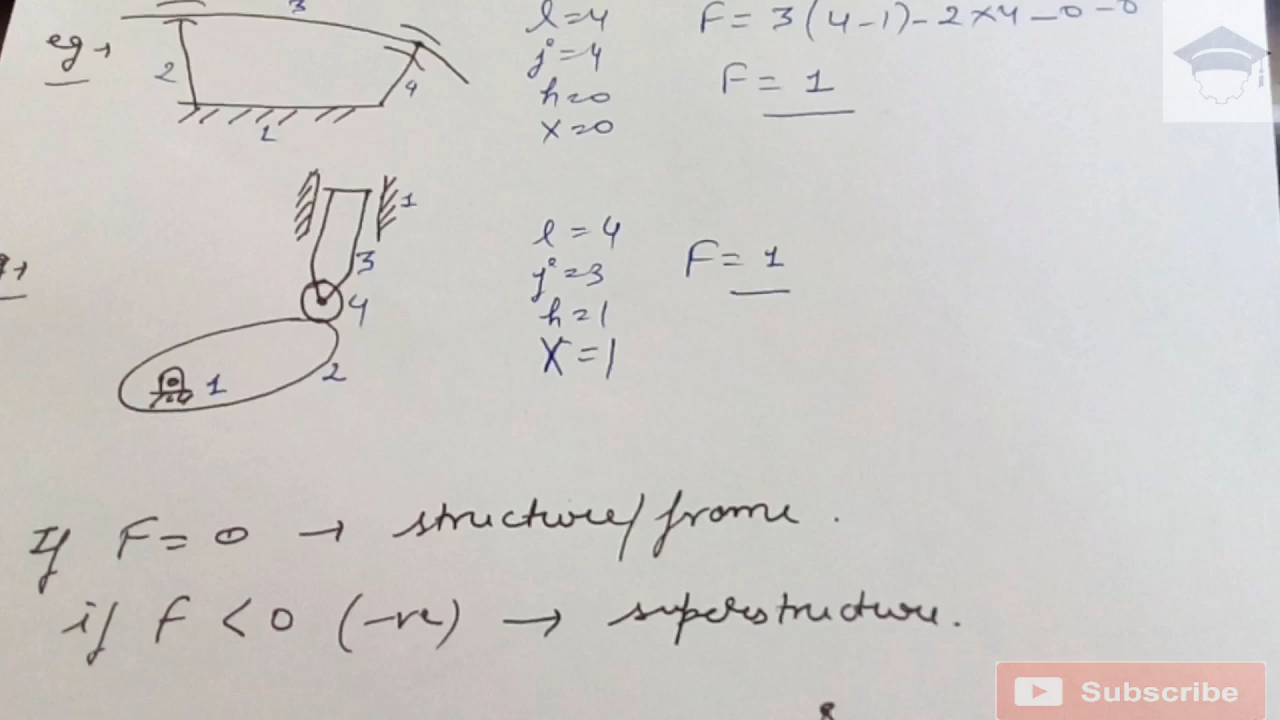 3
l = 4
F = 3(4-1)-2×4-0-0
eg →
2
4
j = 4
F = 1
h = 0
1
x = 0
1
l = 4
3
j = 3
F = 1
4
h = 1
2
X = 1
1
If F = 0 → structure/frame.
if F < 0 (-ve) → superstructure.
Subscribe